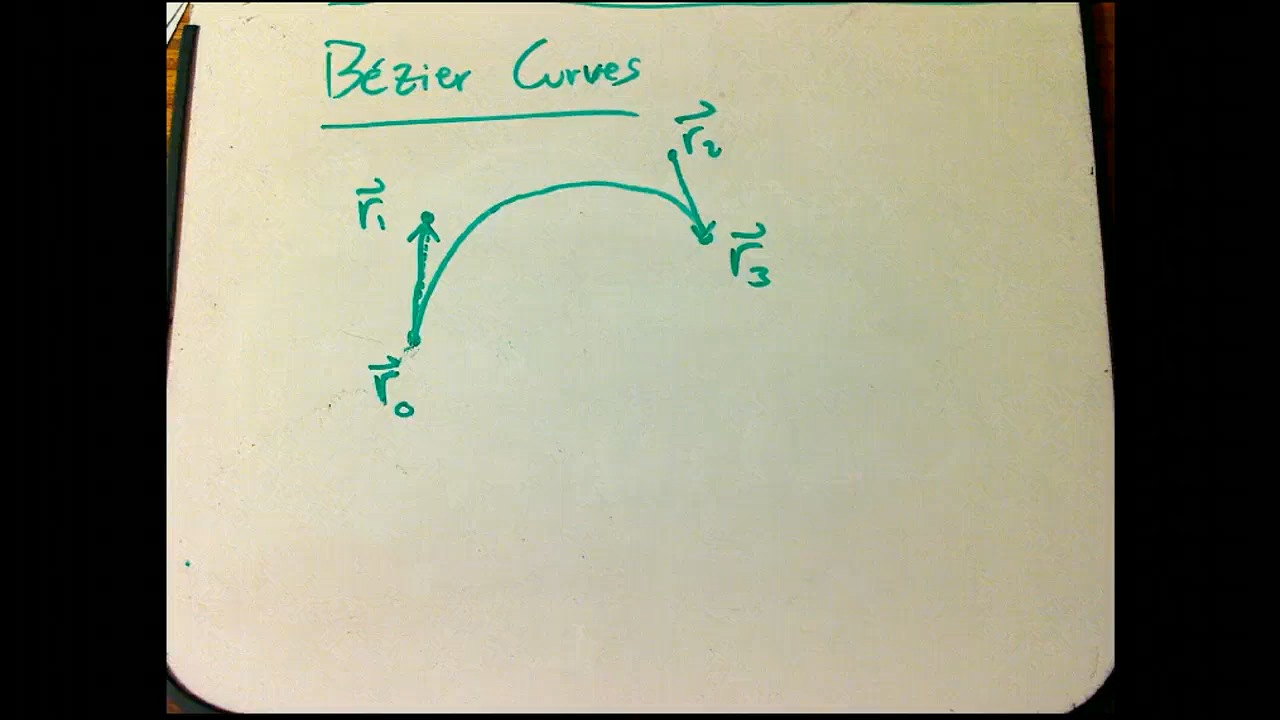 Bézier Curves
r⃗₂
r⃗₁
r⃗₃
r⃗₀